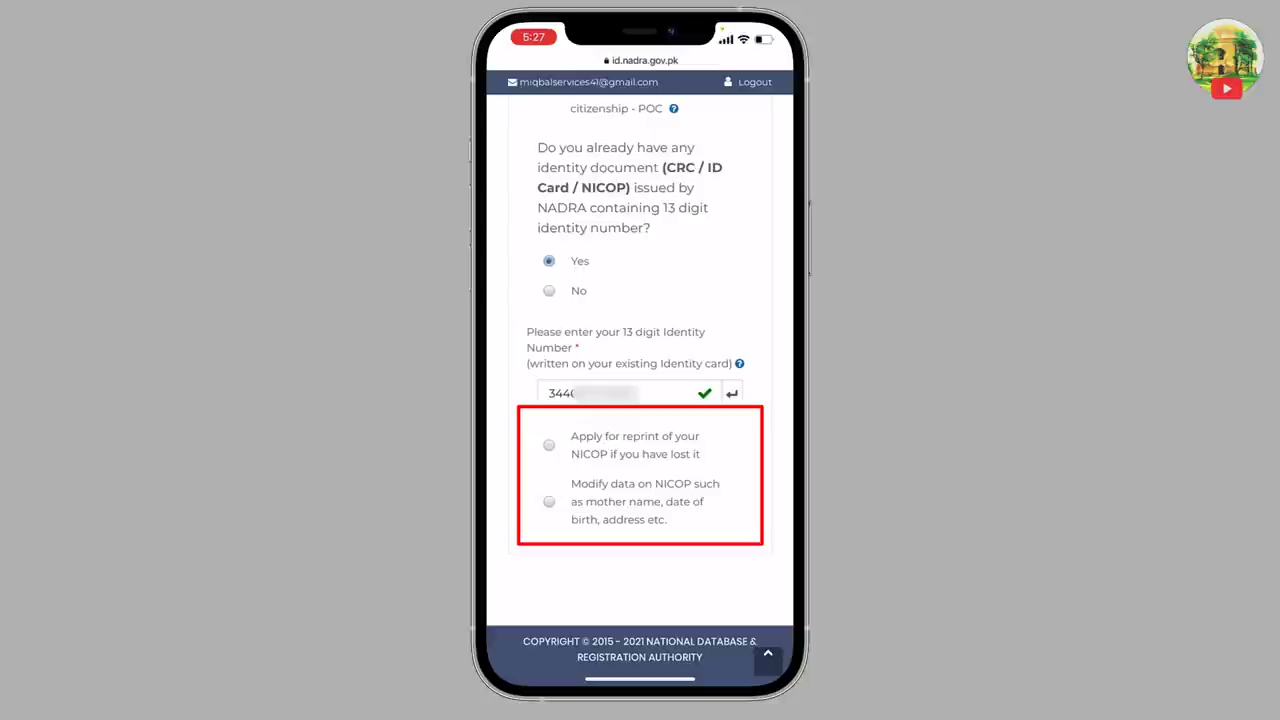 5:27
id.nadra.gov.pk
miqbalservices41@gmail.com Logout
citizenship - POC
Do you already have any
identity document (CRC / ID
Card / NICOP) issued by
NADRA containing 13 digit
identity number?
Yes
No
Please enter your 13 digit Identity
Number *
(written on your existing Identity card)
Apply for reprint of your
NICOP if you have lost it
Modify data on NICOP such
as mother name, date of
birth, address etc.
COPYRIGHT © 2015 - 2021 NATIONAL DATABASE &
REGISTRATION AUTHORITY